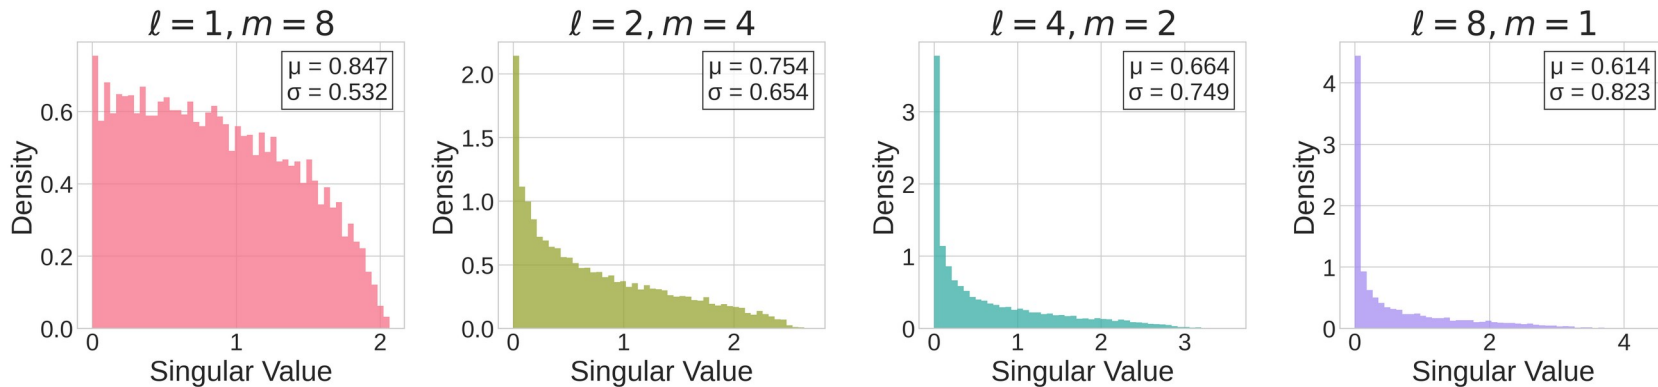 ℓ = 1, m = 8
μ = 0.847
σ = 0.532
Density
0.6
0.4
0.2
0.0
0 1 2
Singular Value
ℓ = 2, m = 4
μ = 0.754
σ = 0.654
Density
2.0
1.5
1.0
0.5
0.0
0 1 2
Singular Value
ℓ = 4, m = 2
μ = 0.664
σ = 0.749
Density
3
2
1
0
0 1 2 3
Singular Value
ℓ = 8, m = 1
μ = 0.614
σ = 0.823
Density
4
3
2
1
0
0 2 4
Singular Value